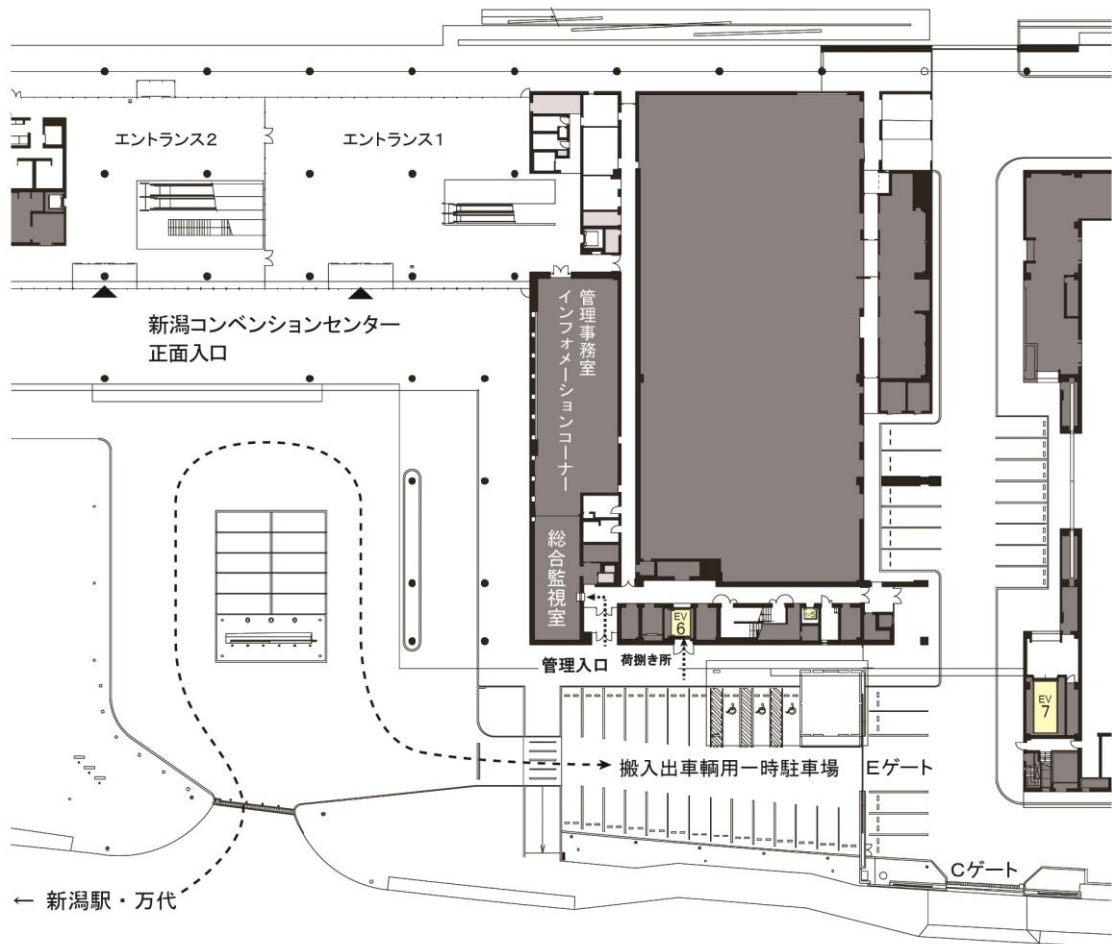 エントランス2
エントランス1
新潟コンベンションセンター
正面入口
管理事務室
インフォメーションコーナー
総合監視室
EV
6
管理入口
荷捌き所
EV
7
搬入出車輌用一時駐車場
Eゲート
Cゲート
← 新潟駅・万代